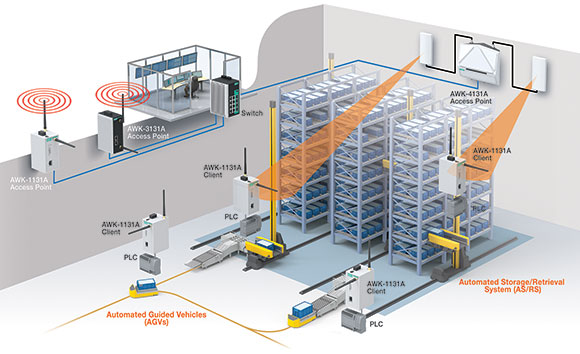 AWK-4131A
Access Point
Switch
AWK-3131A
Access Point
AWK-1131A
Access Point
AWK-1131A
Client
AWK-1131A
Client
PLC
AWK-1131A
Client
PLC
AWK-1131A
Client
PLC
Automated Storage/Retrieval
System (AS/RS)
Automated Guided Vehicles
(AGVs)